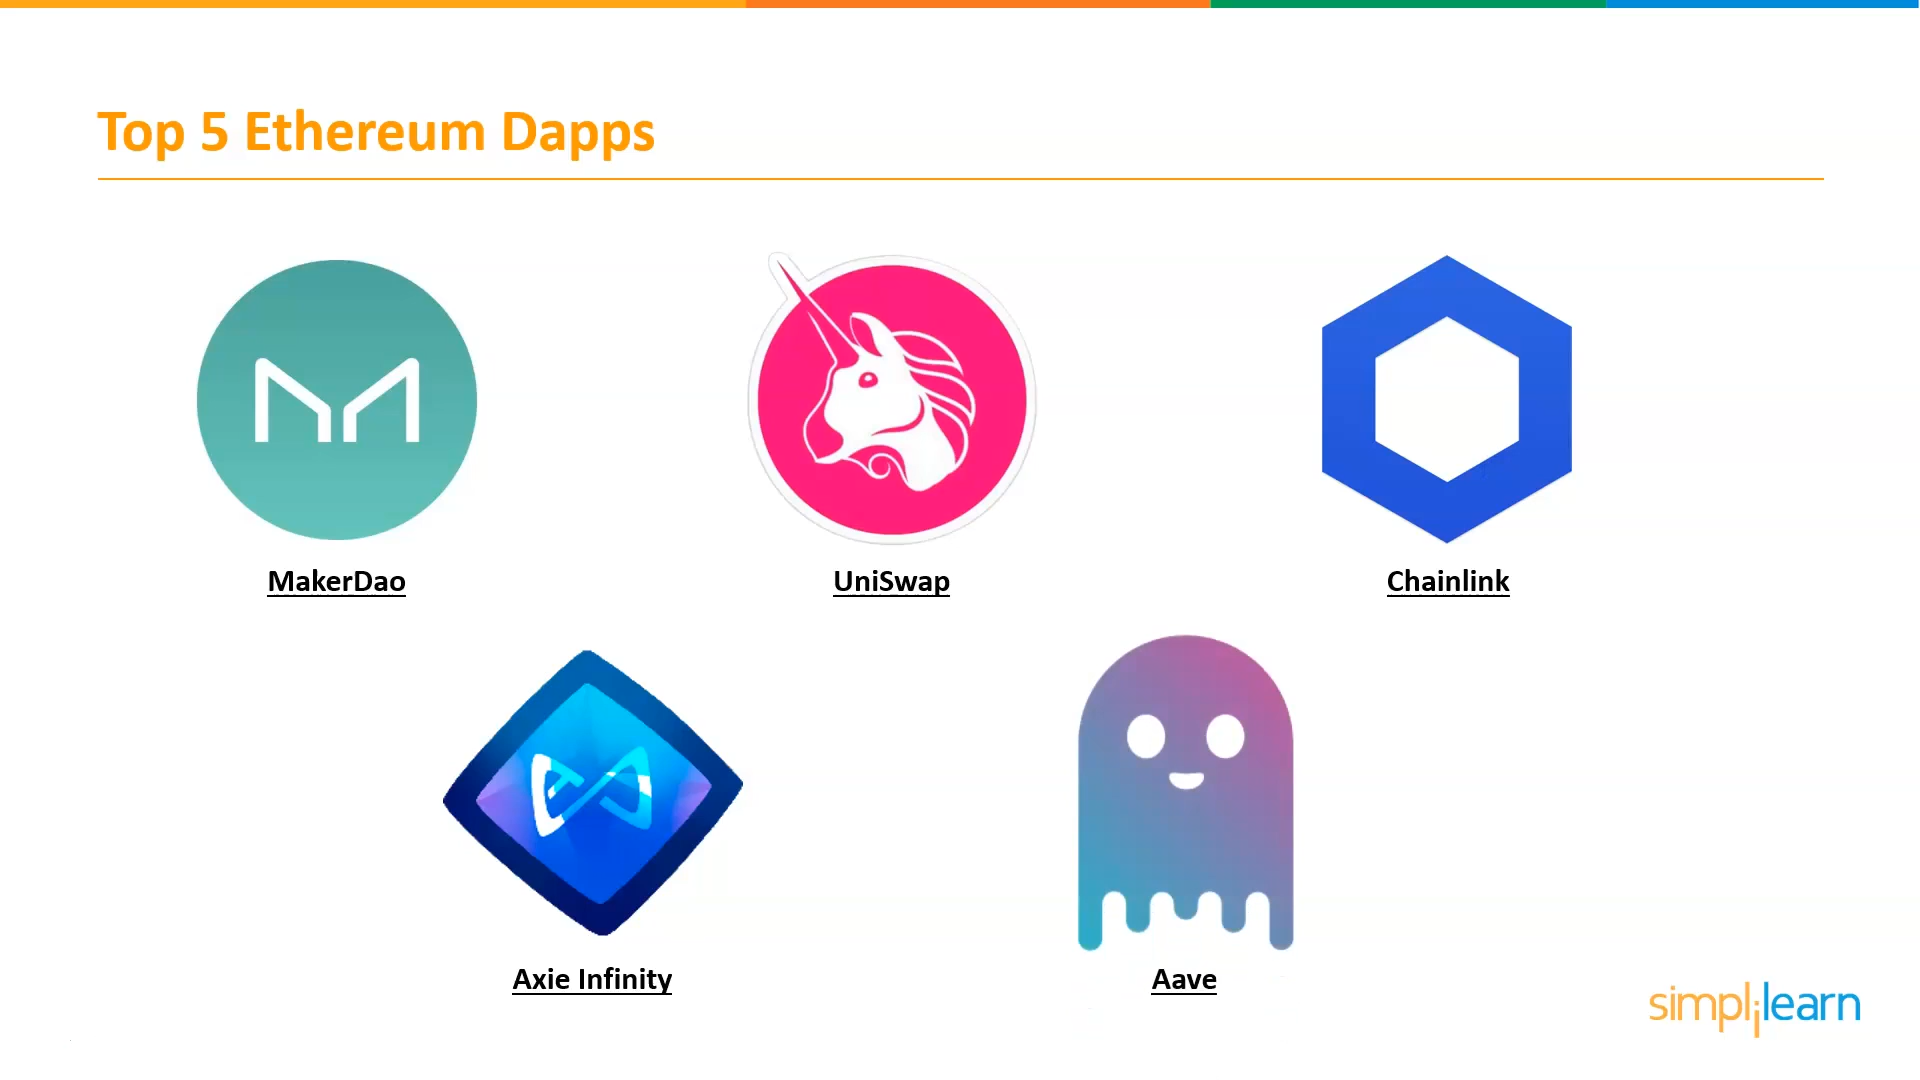 Top 5 Ethereum Dapps
MakerDao
UniSwap
Chainlink
Axie Infinity
Aave
simplilearn